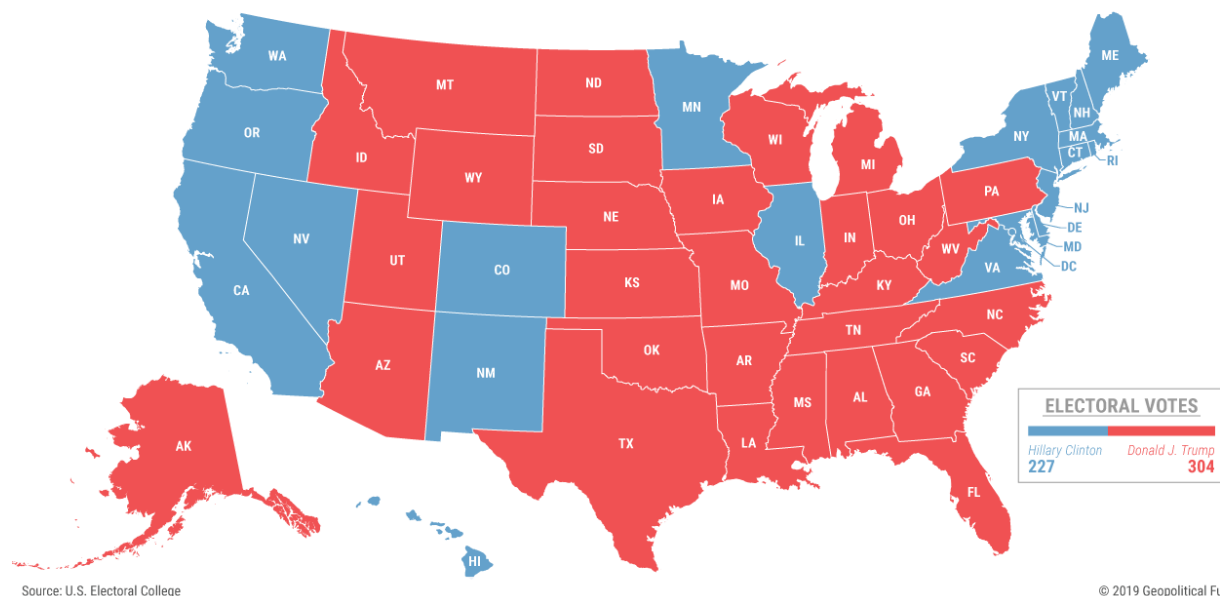 WA
ME
MT
ND
VT
MN
NH
OR
NY
MA
WI
SD
CT
RI
ID
MI
WY
PA
IA
NJ
NE
OH
DE
NV
IN
IL
WV
MD
UT
DC
CO
VA
KS
KY
CA
MO
NC
TN
OK
SC
AR
AZ
NM
GA
MS
AL
ELECTORAL VOTES
TX
LA
AK
Hillary Clinton Donald J. Trump
227 304
FL
HI
Source: U.S. Electoral College
© 2019 Geopolitical Fu